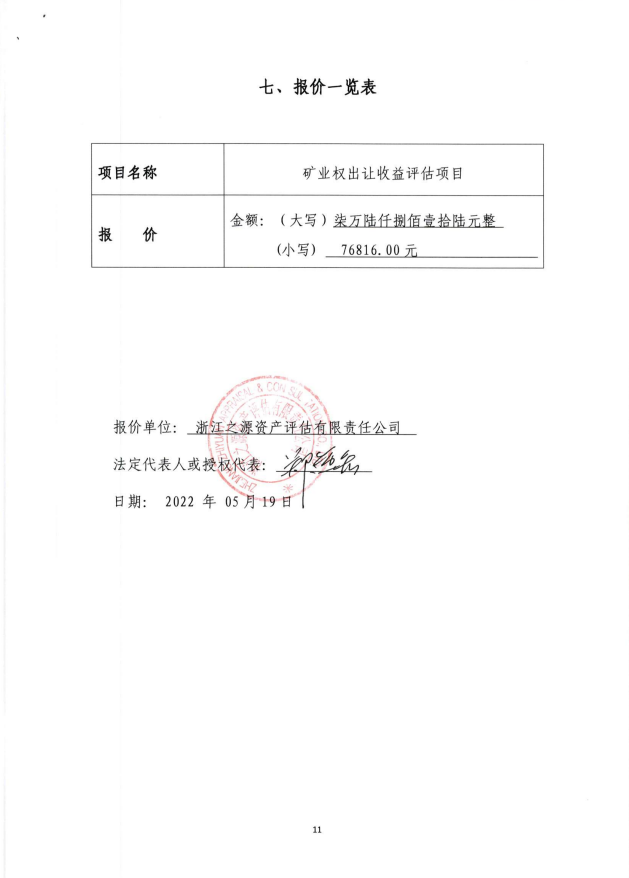 七、报价一览表
项目名称
矿业权出让收益评估项目
报 价
金额：（大写）柒万陆仟捌佰壹拾陆元整
(小写) 76816.00 元
报价单位： 浙江之源资产评估有限责任公司
法定代表人或授权代表：
日期： 2022 年 05 月 19 日
11